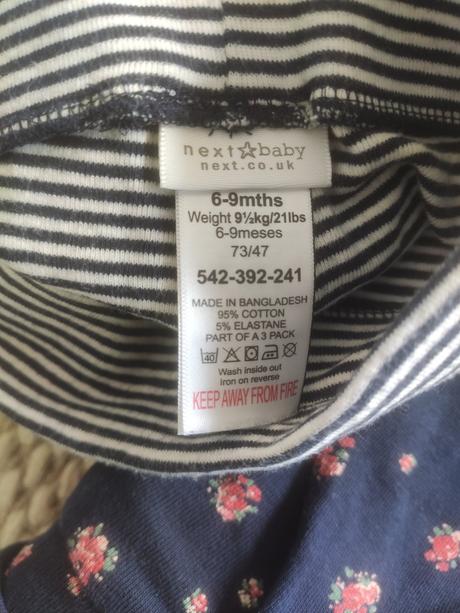 next baby
next.co.uk
6-9mths
Weight 9½kg/21lbs
6-9meses
73/47
542-392-241
MADE IN BANGLADESH
95% COTTON
5% ELASTANE
PART OF A 3 PACK
40
Wash inside out
iron on reverse
KEEP AWAY FROM FIRE